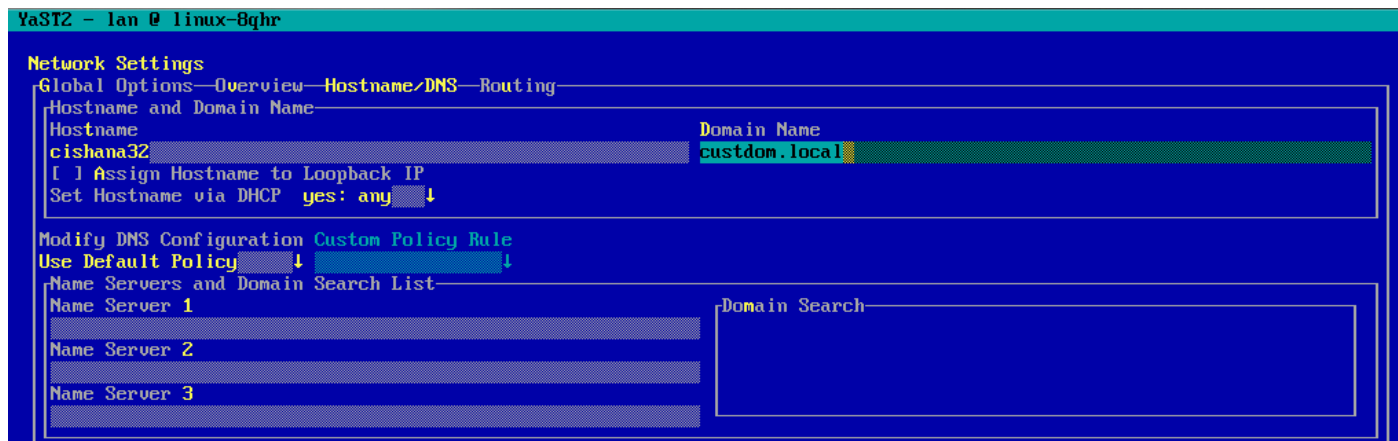 YaST2 - lan @ linux-8qhr
Network Settings
Global Options—Overview—Hostname/DNS—Routing
Hostname and Domain Name
Hostname Domain Name
cishana32 custdom.local
[ ] Assign Hostname to Loopback IP
Set Hostname via DHCP yes: any ↓
Modify DNS Configuration Custom Policy Rule
Use Default Policy ↓ ↓
Name Servers and Domain Search List
Name Server 1 Domain Search
Name Server 2
Name Server 3